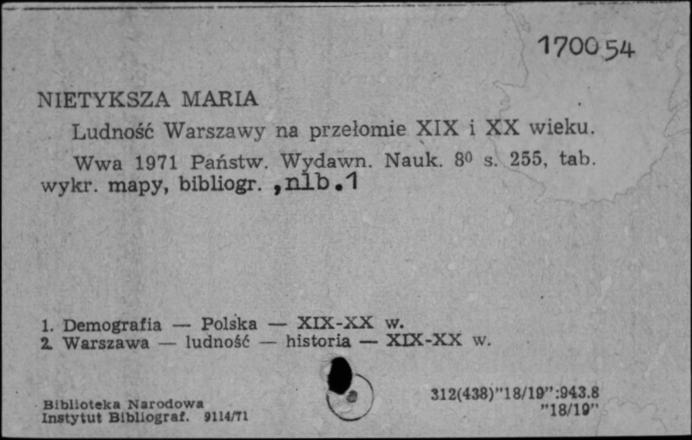 170054
NIETYKSZA MARIA
Ludność Warszawy na przełomie XIX i XX wieku.
Wwa 1971 Państw. Wydawn. Nauk. 8⁰ s. 255, tab.
wykr. mapy, bibliogr. ,nlb.1
1. Demografia — Polska — XIX-XX w.
2. Warszawa — ludność — historia — XIX-XX w.
Biblioteka Narodowa
Instytut Bibliograf. 9114/71
312(438)"18/19":943.8
"18/19"